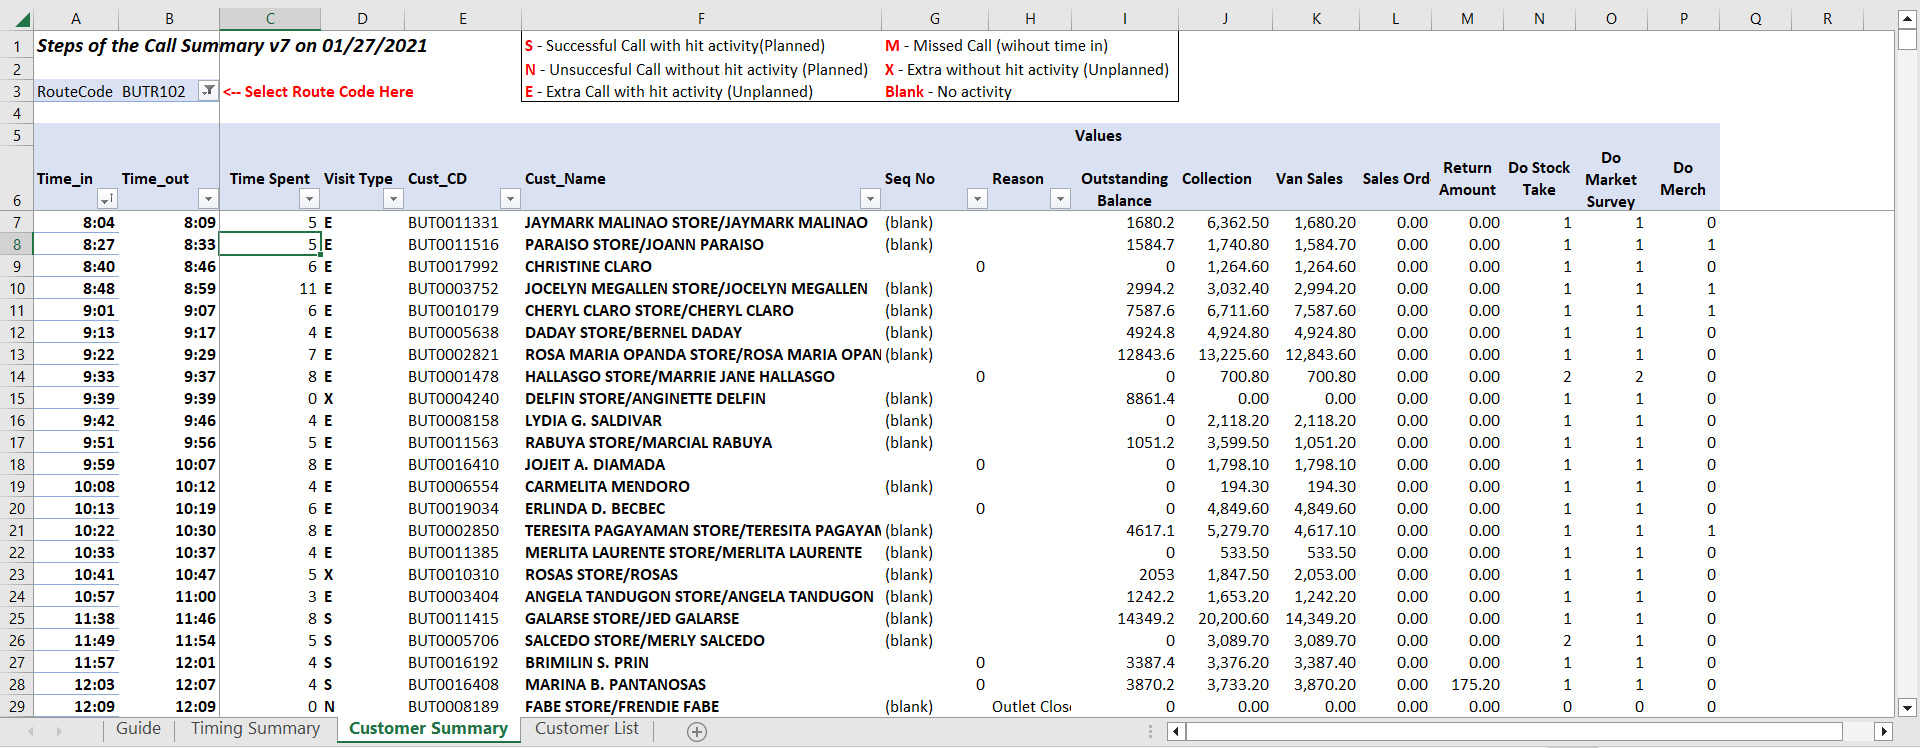 A B C D E F G H I J K L M N O P Q R
1 Steps of the Call Summary v7 on 01/27/2021 S - Successful Call with hit activity(Planned) M - Missed Call (wihout time in)
2 N - Unsuccesful Call without hit activity (Planned) X - Extra without hit activity (Unplanned)
3 RouteCode BUTR102 <-- Select Route Code Here E - Extra Call with hit activity (Unplanned) Blank - No activity
4
5 Values
6 Time_in Time_out Time Spent Visit Type Cust_CD Cust_Name Seq No Reason Outstanding Balance Collection Van Sales Sales Ord Return Amount Do Stock Take Do Market Survey Do Merch
7 8:04 8:09 5 E BUT0011331 JAYMARK MALINAO STORE/JAYMARK MALINAO (blank) 1680.2 6,362.50 1,680.20 0.00 0.00 1 1 0
8 8:27 8:33 5 E BUT0011516 PARAISO STORE/JOANN PARAISO (blank) 1584.7 1,740.80 1,584.70 0.00 0.00 1 1 1
9 8:40 8:46 6 E BUT0017992 CHRISTINE CLARO 0 0 1,264.60 1,264.60 0.00 0.00 1 1 0
10 8:48 8:59 11 E BUT0003752 JOCELYN MEGALLEN STORE/JOCELYN MEGALLEN (blank) 2994.2 3,032.40 2,994.20 0.00 0.00 1 1 1
11 9:01 9:07 6 E BUT0010179 CHERYL CLARO STORE/CHERYL CLARO (blank) 7587.6 6,711.60 7,587.60 0.00 0.00 1 1 1
12 9:13 9:17 4 E BUT0005638 DADAY STORE/BERNEL DADAY (blank) 4924.8 4,924.80 4,924.80 0.00 0.00 1 1 0
13 9:22 9:29 7 E BUT0002821 ROSA MARIA OPANDA STORE/ROSA MARIA OPAN (blank) 12843.6 13,225.60 12,843.60 0.00 0.00 1 1 0
14 9:33 9:37 8 E BUT0001478 HALLASGO STORE/MARRIE JANE HALLASGO 0 0 700.80 700.80 0.00 0.00 2 2 0
15 9:39 9:39 0 X BUT0004240 DELFIN STORE/ANGINETTE DELFIN (blank) 8861.4 0.00 0.00 0.00 0.00 1 1 0
16 9:42 9:46 4 E BUT0008158 LYDIA G. SALDIVAR (blank) 0 2,118.20 2,118.20 0.00 0.00 1 1 0
17 9:51 9:56 5 E BUT0011563 RABUYA STORE/MARCIAL RABUYA (blank) 1051.2 3,599.50 1,051.20 0.00 0.00 1 1 0
18 9:59 10:07 8 E BUT0016410 JOJEIT A. DIAMADA 0 0 1,798.10 1,798.10 0.00 0.00 1 1 0
19 10:08 10:12 4 E BUT0006554 CARMELITA MENDORO (blank) 0 194.30 194.30 0.00 0.00 1 1 0
20 10:13 10:19 6 E BUT0019034 ERLINDA D. BECBEC 0 0 4,849.60 4,849.60 0.00 0.00 1 1 0
21 10:22 10:30 8 E BUT0002850 TERESITA PAGAYAMAN STORE/TERESITA PAGAYAM (blank) 4617.1 5,279.70 4,617.10 0.00 0.00 1 1 1
22 10:33 10:37 4 E BUT0011385 MERLITA LAURENTE STORE/MERLITA LAURENTE (blank) 0 533.50 533.50 0.00 0.00 1 1 0
23 10:41 10:47 5 X BUT0010310 ROSAS STORE/ROSAS (blank) 2053 1,847.50 2,053.00 0.00 0.00 1 1 0
24 10:57 11:00 3 E BUT0003404 ANGELA TANDUGON STORE/ANGELA TANDUGON (blank) 1242.2 1,653.20 1,242.20 0.00 0.00 1 1 0
25 11:38 11:46 8 S BUT0011415 GALARSE STORE/JED GALARSE (blank) 14349.2 20,200.60 14,349.20 0.00 0.00 1 1 0
26 11:49 11:54 5 S BUT0005706 SALCEDO STORE/MERLY SALCEDO (blank) 0 3,089.70 3,089.70 0.00 0.00 2 1 0
27 11:57 12:01 4 S BUT0016192 BRIMILIN S. PRIN 0 3387.4 3,376.20 3,387.40 0.00 0.00 1 1 0
28 12:03 12:07 4 S BUT0016408 MARINA B. PANTANOSAS 0 3870.2 3,733.20 3,870.20 0.00 175.20 1 1 0
29 12:09 12:09 0 N BUT0008189 FABE STORE/FRENDIE FABE (blank) Outlet Close 0 0.00 0.00 0.00 0.00 0 0 0
Guide Timing Summary Customer Summary Customer List